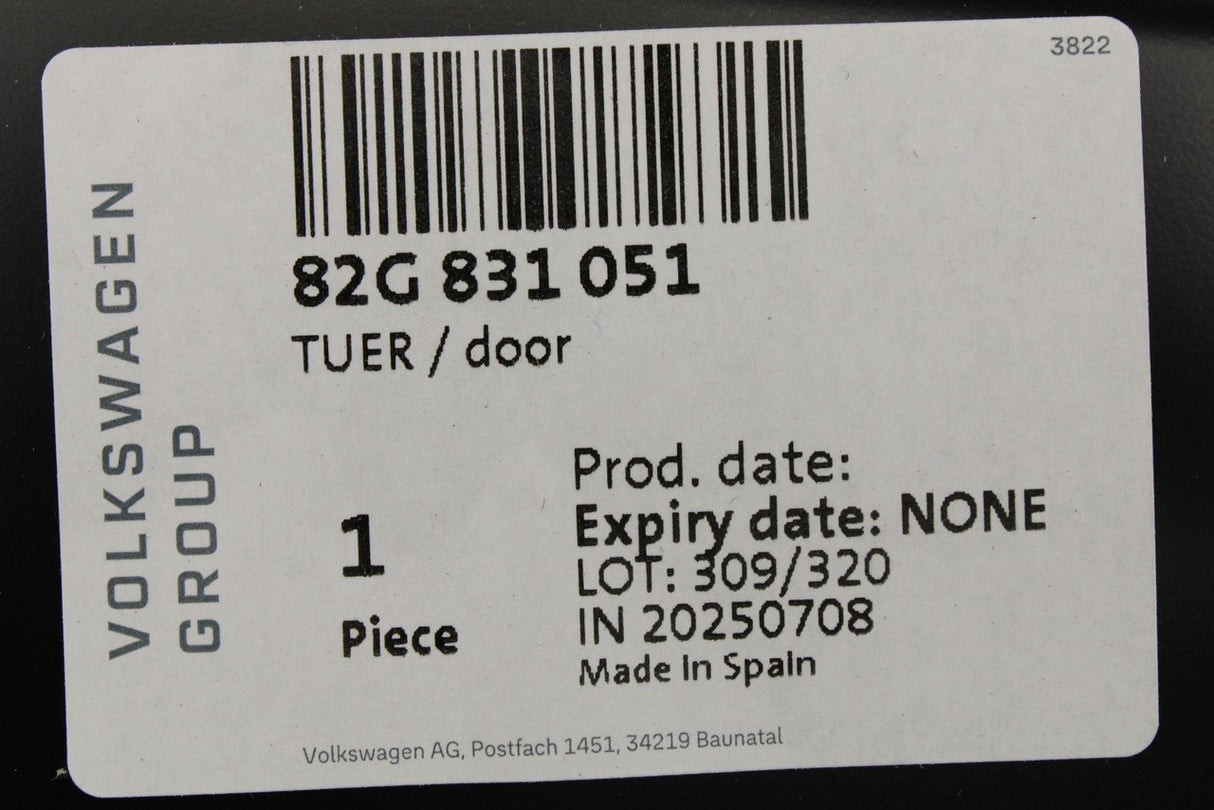 3822
VOLKSWAGEN
GROUP
82G 831 051
TUER / door
1
Piece
Prod. date:
Expiry date: NONE
LOT: 309/320
IN 20250708
Made In Spain
Volkswagen AG, Postfach 1451, 34219 Baunatal